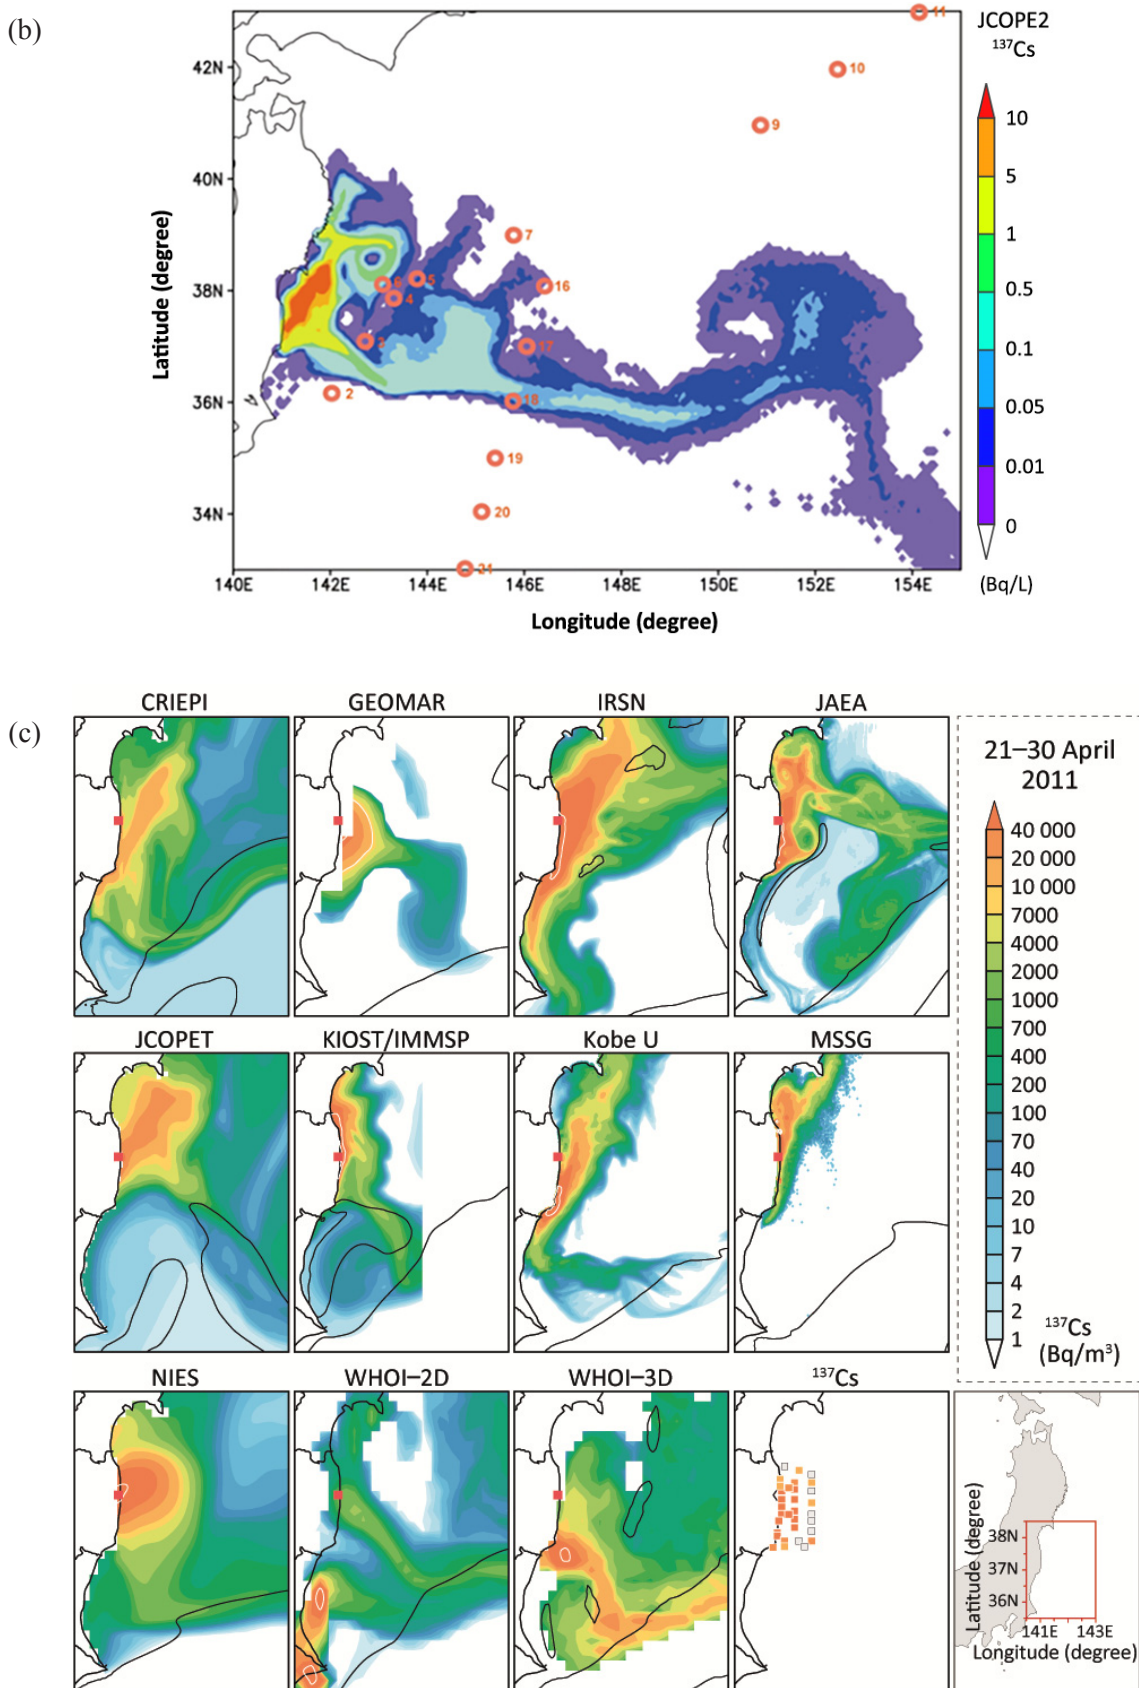 (b)
JCOPE2
¹³⁷Cs
10
5
1
0.5
0.1
0.05
0.01
0
(Bq/L)
42N
40N
38N
36N
34N
Latitude (degree)
11
10
9
7
6
5
4
16
3
17
2
18
19
20
21
140E
142E
144E
146E
148E
150E
152E
154E
Longitude (degree)
(c)
CRIEPI
GEOMAR
IRSN
JAEA
JCOPET
KIOST/IMMSP
Kobe U
MSSG
NIES
WHOI–2D
WHOI–3D
¹³⁷Cs
21–30 April
2011
40 000
20 000
10 000
7000
4000
2000
1000
700
400
200
100
70
40
20
10
7
4
2
1
¹³⁷Cs
(Bq/m³)
Latitude (degree)
38N
37N
36N
141E
143E
Longitude (degree)